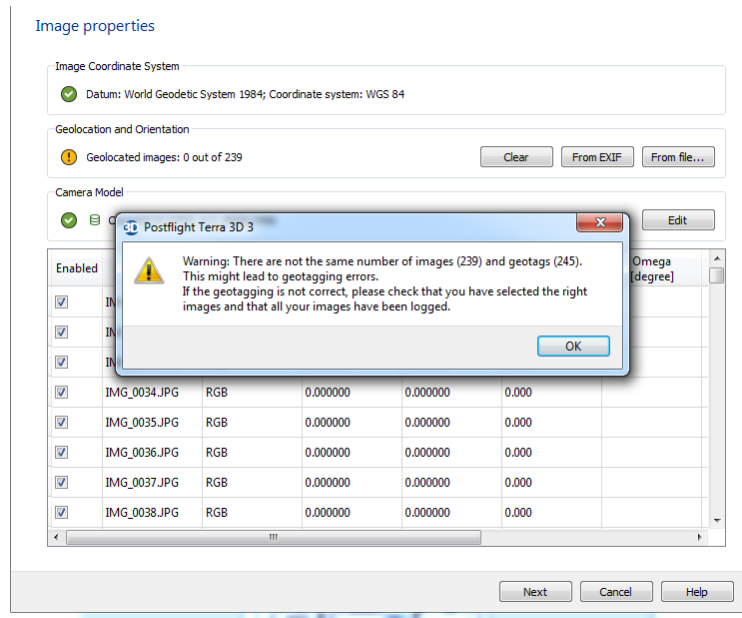 Image properties
Image Coordinate System
Datum: World Geodetic System 1984; Coordinate system: WGS 84
Geolocation and Orientation
Geolocated images: 0 out of 239
Clear
From EXIF
From file...
Camera Model
Edit
3D Postflight Terra 3D 3
Warning: There are not the same number of images (239) and geotags (245).
This might lead to geotagging errors.
If the geotagging is not correct, please check that you have selected the right
images and that all your images have been logged.
OK
Enabled
Omega
[degree]
IMG_0034.JPG RGB 0.000000 0.000000 0.000
IMG_0035.JPG RGB 0.000000 0.000000 0.000
IMG_0036.JPG RGB 0.000000 0.000000 0.000
IMG_0037.JPG RGB 0.000000 0.000000 0.000
IMG_0038.JPG RGB 0.000000 0.000000 0.000
Next
Cancel
Help